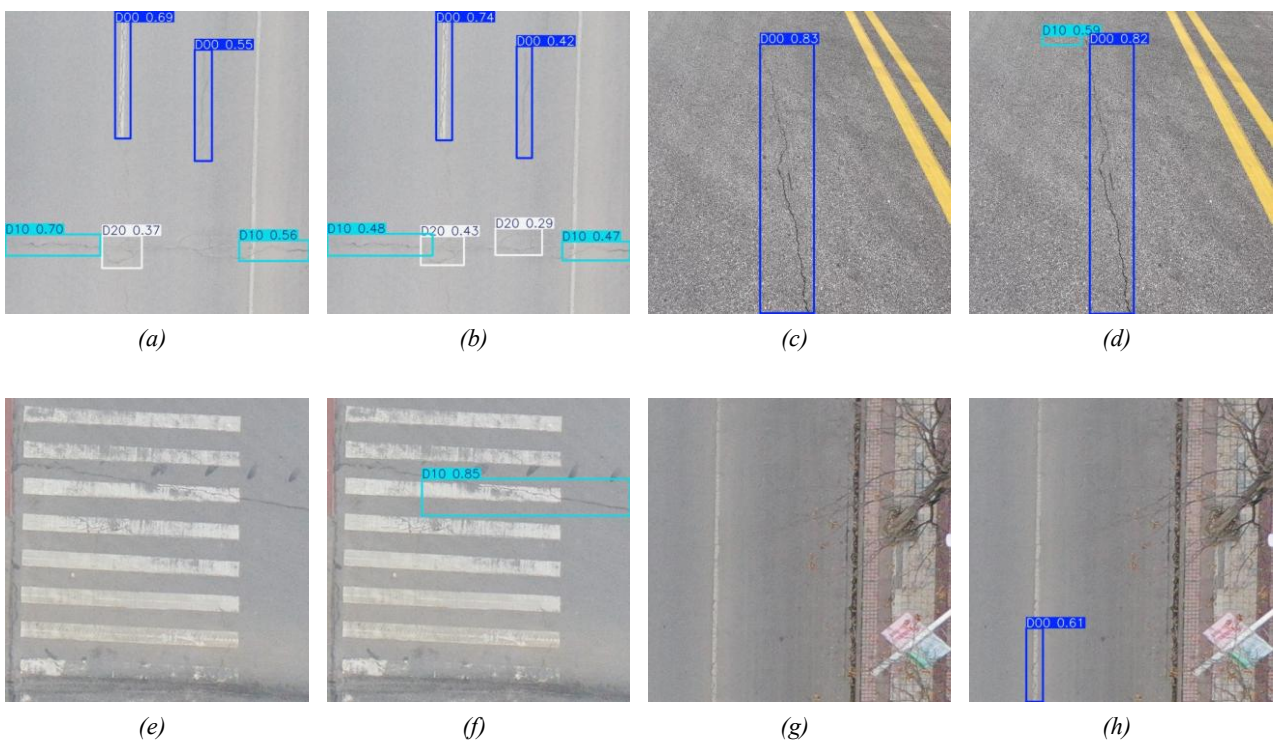 D00 0.69
D00 0.55
D10 0.70
D20 0.37
D10 0.56
(a)
D00 0.74
D00 0.42
D10 0.48
D20 0.43
D20 0.29
D10 0.47
(b)
D00 0.83
(c)
D10 0.59
D00 0.82
(d)
(e)
D10 0.85
(f)
(g)
D00 0.61
(h)